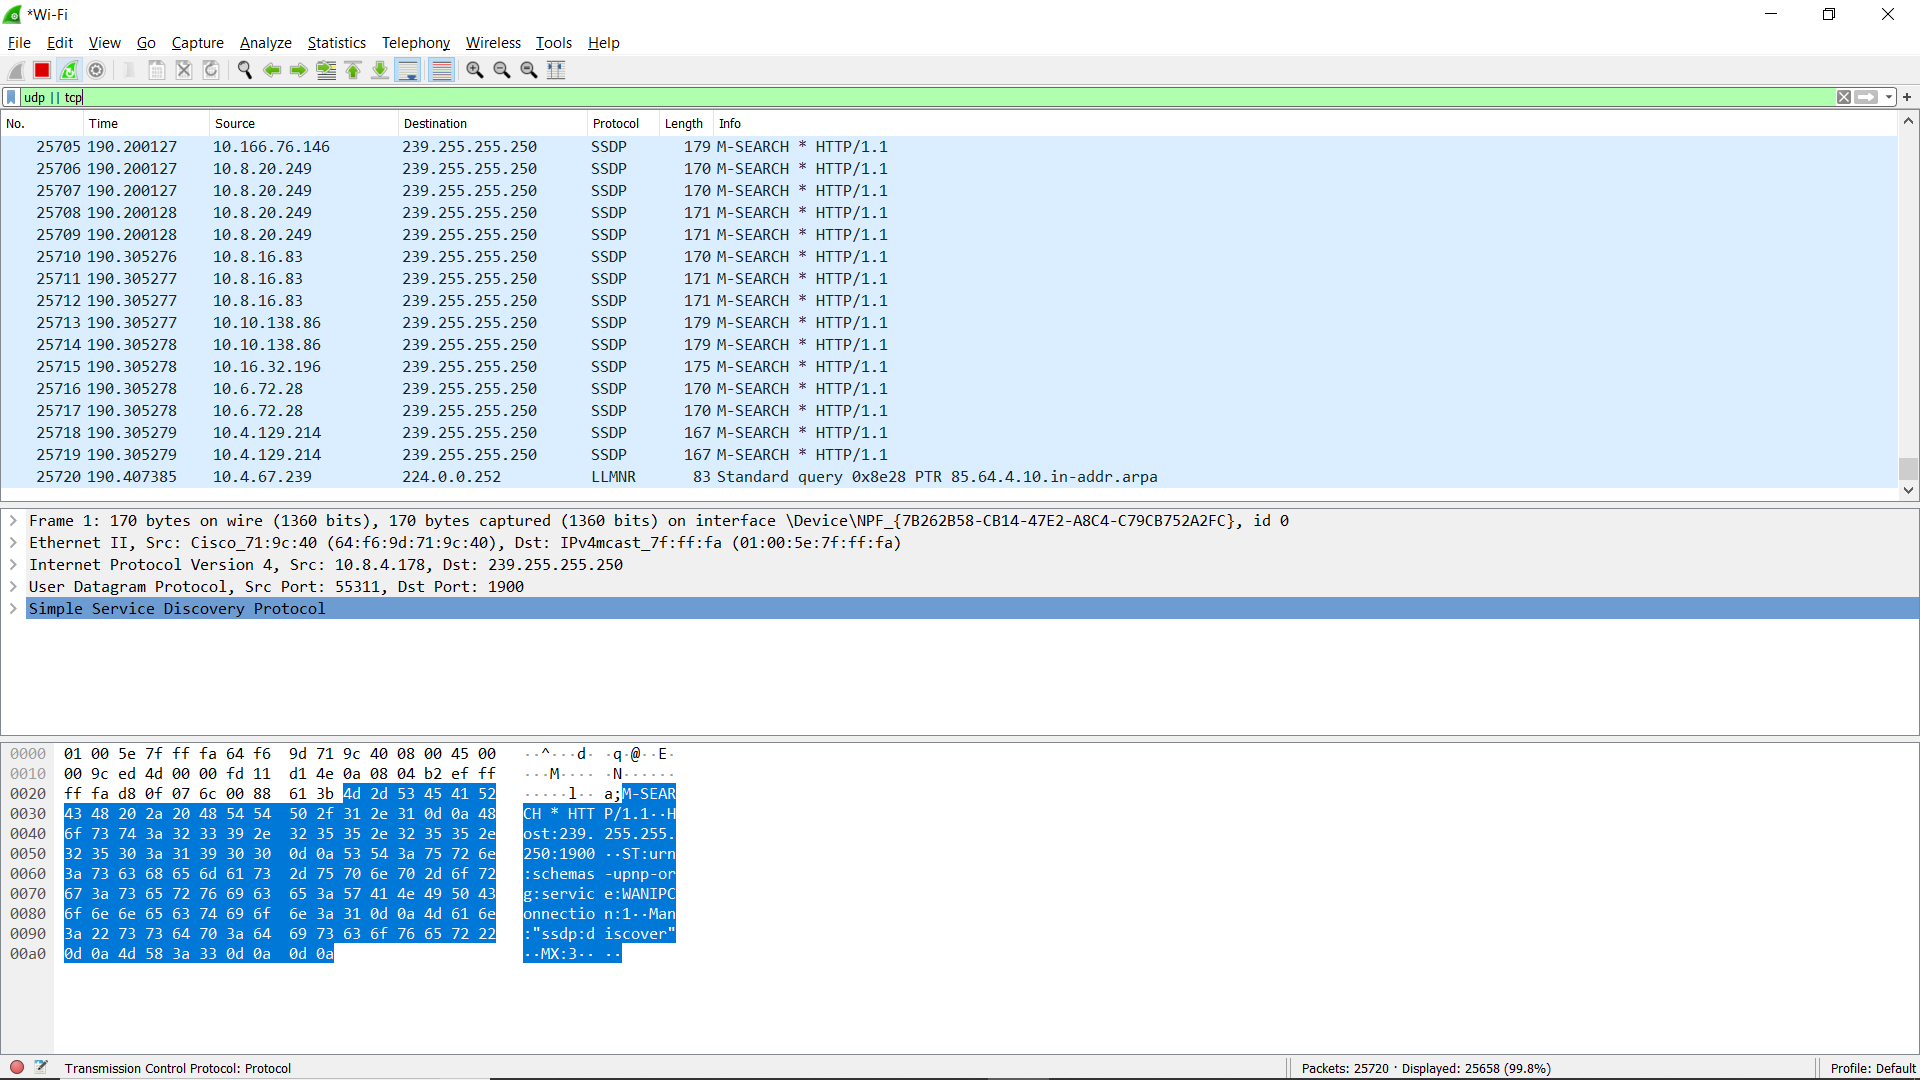 *Wi-Fi
File Edit View Go Capture Analyze Statistics Telephony Wireless Tools Help
udp || tcp
No. Time Source Destination Protocol Length Info
25705 190.200127 10.166.76.146 239.255.255.250 SSDP 179 M-SEARCH * HTTP/1.1
25706 190.200127 10.8.20.249 239.255.255.250 SSDP 170 M-SEARCH * HTTP/1.1
25707 190.200127 10.8.20.249 239.255.255.250 SSDP 170 M-SEARCH * HTTP/1.1
25708 190.200128 10.8.20.249 239.255.255.250 SSDP 171 M-SEARCH * HTTP/1.1
25709 190.200128 10.8.20.249 239.255.255.250 SSDP 171 M-SEARCH * HTTP/1.1
25710 190.305276 10.8.16.83 239.255.255.250 SSDP 170 M-SEARCH * HTTP/1.1
25711 190.305277 10.8.16.83 239.255.255.250 SSDP 171 M-SEARCH * HTTP/1.1
25712 190.305277 10.8.16.83 239.255.255.250 SSDP 171 M-SEARCH * HTTP/1.1
25713 190.305277 10.10.138.86 239.255.255.250 SSDP 179 M-SEARCH * HTTP/1.1
25714 190.305278 10.10.138.86 239.255.255.250 SSDP 179 M-SEARCH * HTTP/1.1
25715 190.305278 10.16.32.196 239.255.255.250 SSDP 175 M-SEARCH * HTTP/1.1
25716 190.305278 10.6.72.28 239.255.255.250 SSDP 170 M-SEARCH * HTTP/1.1
25717 190.305278 10.6.72.28 239.255.255.250 SSDP 170 M-SEARCH * HTTP/1.1
25718 190.305279 10.4.129.214 239.255.255.250 SSDP 167 M-SEARCH * HTTP/1.1
25719 190.305279 10.4.129.214 239.255.255.250 SSDP 167 M-SEARCH * HTTP/1.1
25720 190.407385 10.4.67.239 224.0.0.252 LLMNR 83 Standard query 0x8e28 PTR 85.64.4.10.in-addr.arpa
Frame 1: 170 bytes on wire (1360 bits), 170 bytes captured (1360 bits) on interface \Device\NPF_{7B262B58-CB14-47E2-A8C4-C79CB752A2FC}, id 0
Ethernet II, Src: Cisco_71:9c:40 (64:f6:9d:71:9c:40), Dst: IPv4mcast_7f:ff:fa (01:00:5e:7f:ff:fa)
Internet Protocol Version 4, Src: 10.8.4.178, Dst: 239.255.255.250
User Datagram Protocol, Src Port: 55311, Dst Port: 1900
Simple Service Discovery Protocol
0000 01 00 5e 7f ff fa 64 f6 9d 71 9c 40 08 00 45 00 ··^···d· ·q·@··E·
0010 00 9c ed 4d 00 00 fd 11 d1 4e 0a 08 04 b2 ef ff ···M···· ·N······
0020 ff fa d8 0f 07 6c 00 88 61 3b 4d 2d 53 45 41 52 ·····l·· a;M-SEAR
0030 43 48 20 2a 20 48 54 54 50 2f 31 2e 31 0d 0a 48 CH * HTT P/1.1··H
0040 6f 73 74 3a 32 33 39 2e 32 35 35 2e 32 35 35 2e ost:239. 255.255.
0050 32 35 30 3a 31 39 30 30 0d 0a 53 54 3a 75 72 6e 250:1900 ··ST:urn
0060 3a 73 63 68 65 6d 61 73 2d 75 70 6e 70 2d 6f 72 :schemas -upnp-or
0070 67 3a 73 65 72 76 69 63 65 3a 57 41 4e 49 50 43 g:servic e:WANIPC
0080 6f 6e 6e 65 63 74 69 6f 6e 3a 31 0d 0a 4d 61 6e onnectio n:1··Man
0090 3a 22 73 73 64 70 3a 64 69 73 63 6f 76 65 72 22 :"ssdp:d iscover"
00a0 0d 0a 4d 58 3a 33 0d 0a 0d 0a ··MX:3·· ··
Transmission Control Protocol: Protocol
Packets: 25720 · Displayed: 25658 (99.8%)
Profile: Default